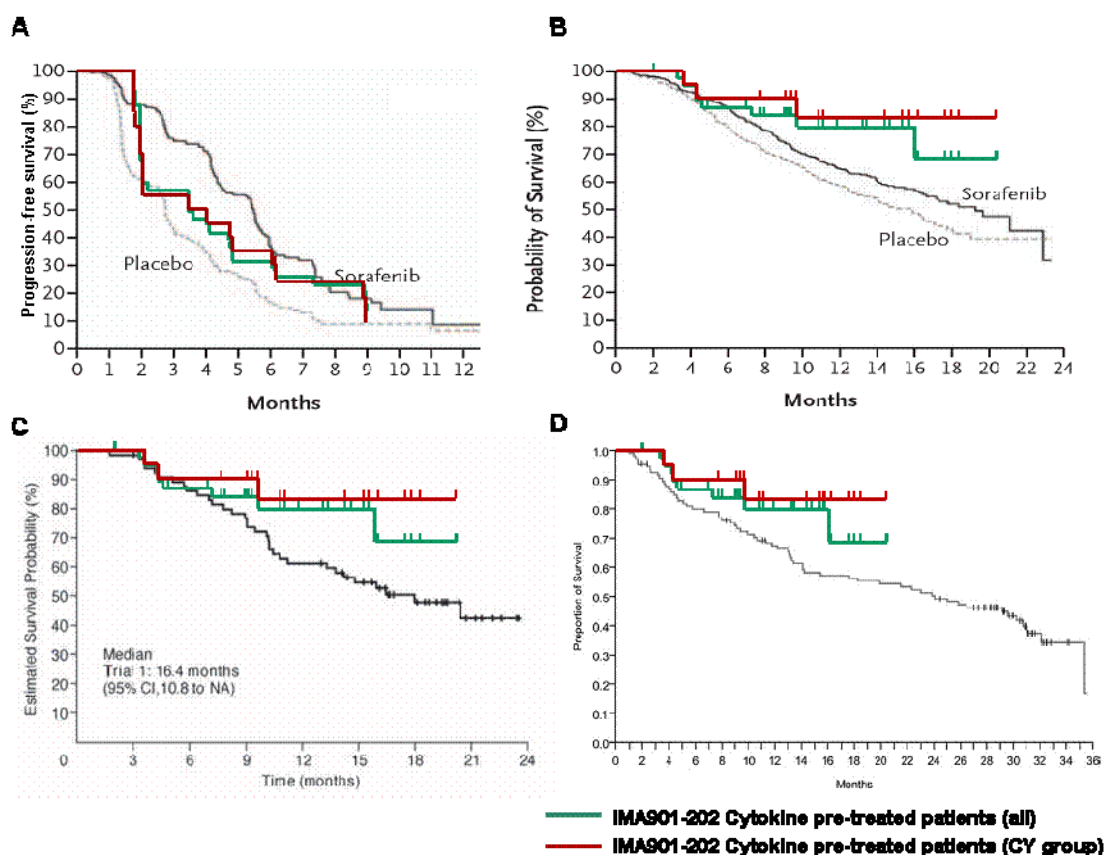 A
Progression-free survival (%)
100
90
80
70
60
50
40
30
20
10
0
Placebo
Sorafenib
0 1 2 3 4 5 6 7 8 9 10 11 12
Months
B
Probability of Survival (%)
100
90
80
70
60
50
40
30
20
10
0
Sorafenib
Placebo
0 2 4 6 8 10 12 14 16 18 20 22 24
Months
C
Estimated Survival Probability (%)
100
90
80
70
60
50
40
30
20
10
Median
Trial 1: 16.4 months
(95% CI,10.8 to NA)
0 3 6 9 12 15 18 21 24
Time (months)
D
Proportion of Survival
1.0
0.9
0.8
0.7
0.6
0.5
0.4
0.3
0.2
0.1
0.0
0 1 2 4 6 8 10 12 14 16 18 20 22 24 26 28 30 32 34 35 36
Months
IMA901-202 Cytokine pre-treated patients (all)
IMA901-202 Cytokine pre-treated patients (CY group)